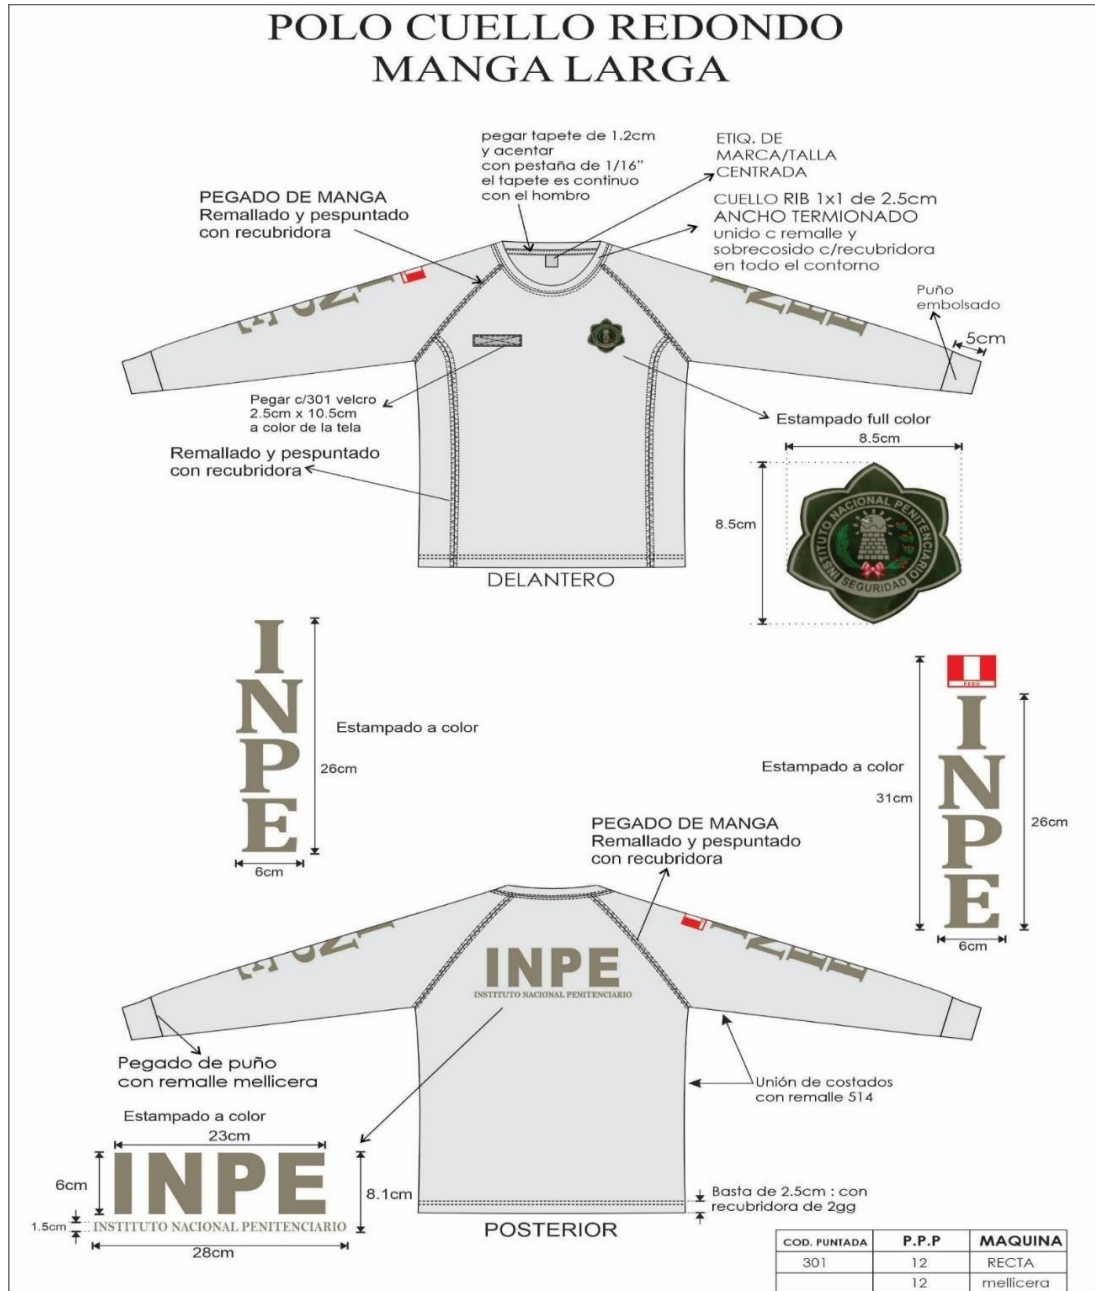 POLO CUELLO REDONDO
MANGA LARGA
pegar tapete de 1.2cm
y acentar
con pestaña de 1/16"
el tapete es continuo
con el hombro
ETIQ. DE
MARCA/TALLA
CENTRADA
PEGADO DE MANGA
Remallado y pespuntado
con recubridora
CUELLO RIB 1x1 de 2.5cm
ANCHO TERMIONADO
unido c remalle y
sobrecosido c/recubridora
en todo el contorno
Puño
embolsado
5cm
INPE
INPE
Pegar c/301 velcro
2.5cm x 10.5cm
a color de la tela
Estampado full color
8.5cm
Remallado y pespuntado
con recubridora
8.5cm
INSTITUTO NACIONAL PENITENCIARIO
SEGURIDAD
DELANTERO
I
N
P
E
Estampado a color
26cm
6cm
PERÚ
I
N
P
E
Estampado a color
31cm
26cm
6cm
PEGADO DE MANGA
Remallado y pespuntado
con recubridora
INPE
INPE
INPE
INSTITUTO NACIONAL PENITENCIARIO
Pegado de puño
con remalle mellicera
Unión de costados
con remalle 514
Estampado a color
23cm
INPE
6cm
8.1cm
1.5cm
INSTITUTO NACIONAL PENITENCIARIO
28cm
Basta de 2.5cm : con
recubridora de 2gg
POSTERIOR
COD. PUNTADA P.P.P MAQUINA
301 12 RECTA
12 mellicera